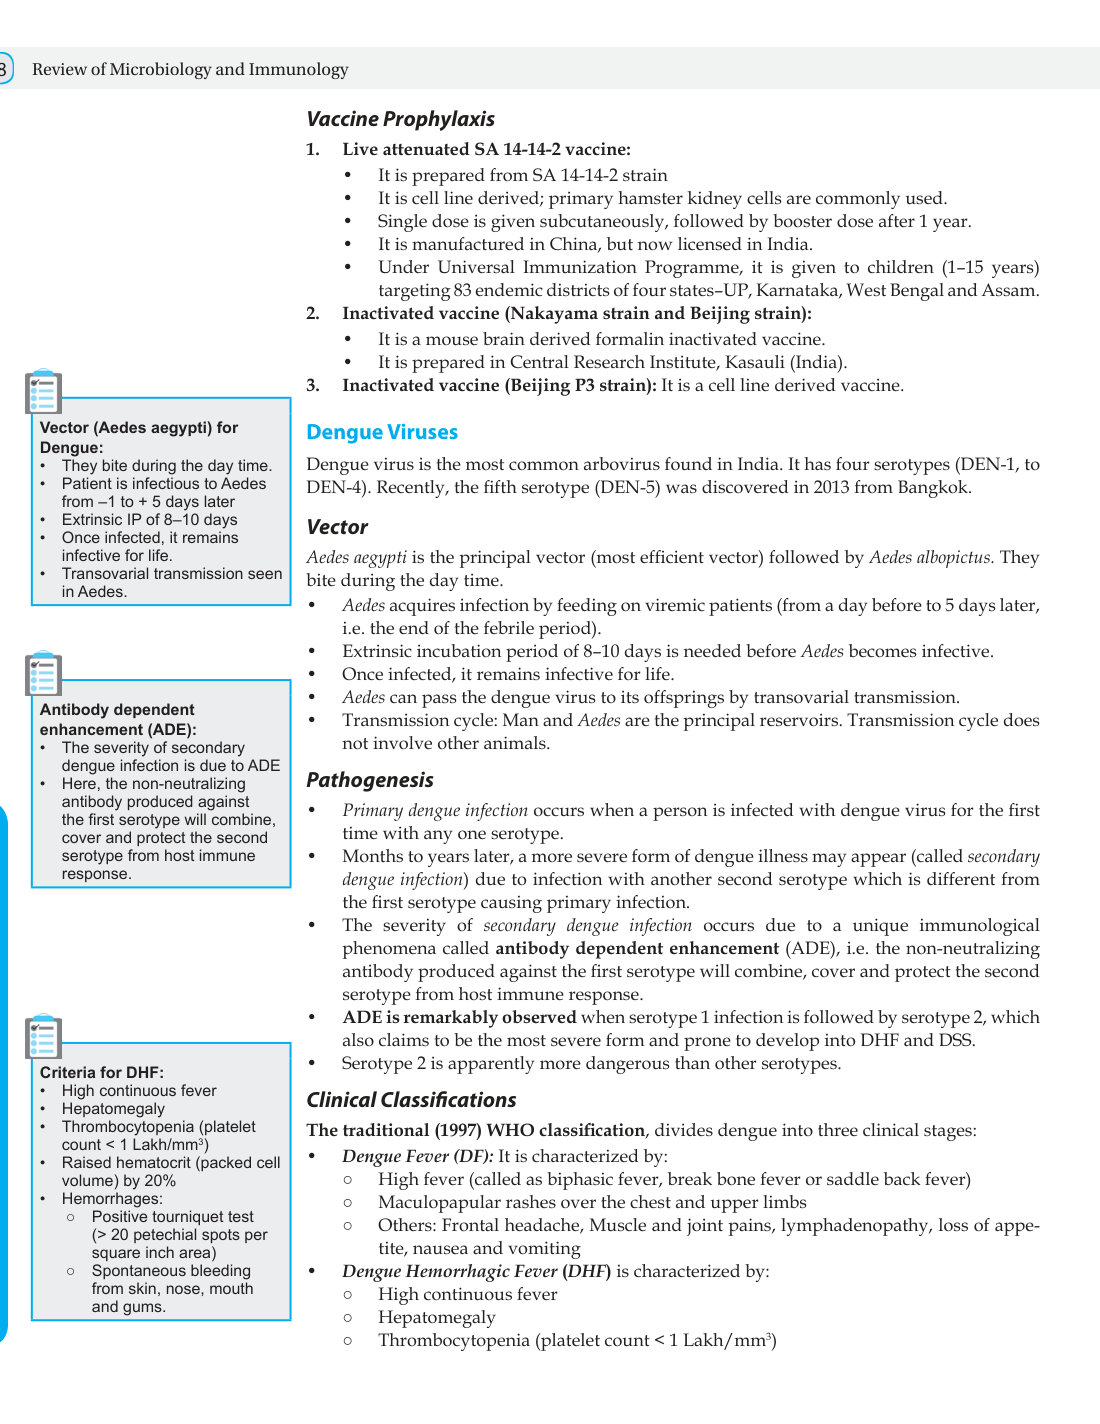 8 Review of Microbiology and Immunology
Vaccine Prophylaxis
1. Live attenuated SA 14-14-2 vaccine:
• It is prepared from SA 14-14-2 strain
• It is cell line derived; primary hamster kidney cells are commonly used.
• Single dose is given subcutaneously, followed by booster dose after 1 year.
• It is manufactured in China, but now licensed in India.
• Under Universal Immunization Programme, it is given to children (1–15 years)
targeting 83 endemic districts of four states–UP, Karnataka, West Bengal and Assam.
2. Inactivated vaccine (Nakayama strain and Beijing strain):
• It is a mouse brain derived formalin inactivated vaccine.
• It is prepared in Central Research Institute, Kasauli (India).
3. Inactivated vaccine (Beijing P3 strain): It is a cell line derived vaccine.
Vector (Aedes aegypti) for
Dengue:
• They bite during the day time.
• Patient is infectious to Aedes
from –1 to + 5 days later
• Extrinsic IP of 8–10 days
• Once infected, it remains
infective for life.
• Transovarial transmission seen
in Aedes.
Dengue Viruses
Dengue virus is the most common arbovirus found in India. It has four serotypes (DEN-1, to
DEN-4). Recently, the fifth serotype (DEN-5) was discovered in 2013 from Bangkok.
Vector
Aedes aegypti is the principal vector (most efficient vector) followed by Aedes albopictus. They
bite during the day time.
• Aedes acquires infection by feeding on viremic patients (from a day before to 5 days later,
i.e. the end of the febrile period).
• Extrinsic incubation period of 8–10 days is needed before Aedes becomes infective.
• Once infected, it remains infective for life.
• Aedes can pass the dengue virus to its offsprings by transovarial transmission.
• Transmission cycle: Man and Aedes are the principal reservoirs. Transmission cycle does
not involve other animals.
Antibody dependent
enhancement (ADE):
• The severity of secondary
dengue infection is due to ADE
• Here, the non-neutralizing
antibody produced against
the first serotype will combine,
cover and protect the second
serotype from host immune
response.
Pathogenesis
• Primary dengue infection occurs when a person is infected with dengue virus for the first
time with any one serotype.
• Months to years later, a more severe form of dengue illness may appear (called secondary
dengue infection) due to infection with another second serotype which is different from
the first serotype causing primary infection.
• The severity of secondary dengue infection occurs due to a unique immunological
phenomena called antibody dependent enhancement (ADE), i.e. the non-neutralizing
antibody produced against the first serotype will combine, cover and protect the second
serotype from host immune response.
• ADE is remarkably observed when serotype 1 infection is followed by serotype 2, which
also claims to be the most severe form and prone to develop into DHF and DSS.
• Serotype 2 is apparently more dangerous than other serotypes.
Criteria for DHF:
• High continuous fever
• Hepatomegaly
• Thrombocytopenia (platelet
count < 1 Lakh/mm³)
• Raised hematocrit (packed cell
volume) by 20%
• Hemorrhages:
○ Positive tourniquet test
(> 20 petechial spots per
square inch area)
○ Spontaneous bleeding
from skin, nose, mouth
and gums.
Clinical Classifications
The traditional (1997) WHO classification, divides dengue into three clinical stages:
• Dengue Fever (DF): It is characterized by:
○ High fever (called as biphasic fever, break bone fever or saddle back fever)
○ Maculopapular rashes over the chest and upper limbs
○ Others: Frontal headache, Muscle and joint pains, lymphadenopathy, loss of appe-
tite, nausea and vomiting
• Dengue Hemorrhagic Fever (DHF) is characterized by:
○ High continuous fever
○ Hepatomegaly
○ Thrombocytopenia (platelet count < 1 Lakh/mm³)